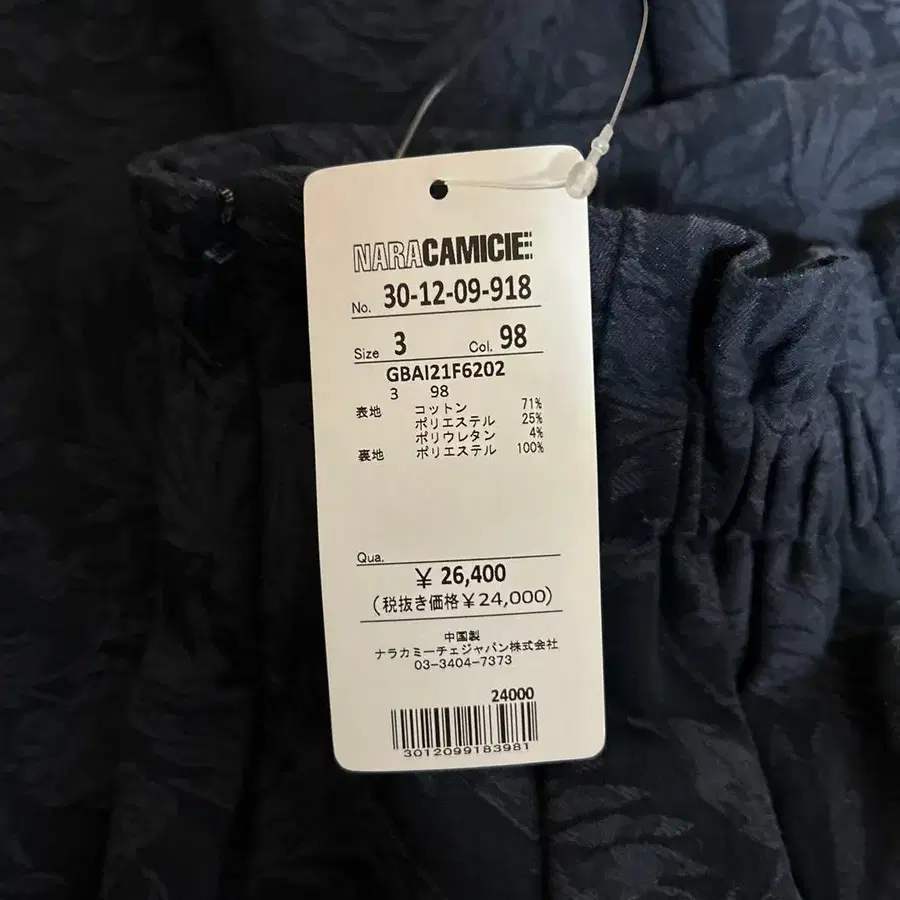 NARACAMICIE
No. 30-12-09-918
Size 3 Col. 98
GBAI21F6202
3 98
表地 コットン 71%
ポリエステル 25%
ポリウレタン 4%
裏地 ポリエステル 100%
Qua.
¥ 26,400
(税抜き価格¥24,000)
中国製
ナラカミーチェジャパン株式会社
03-3404-7373
24000
3012099183981